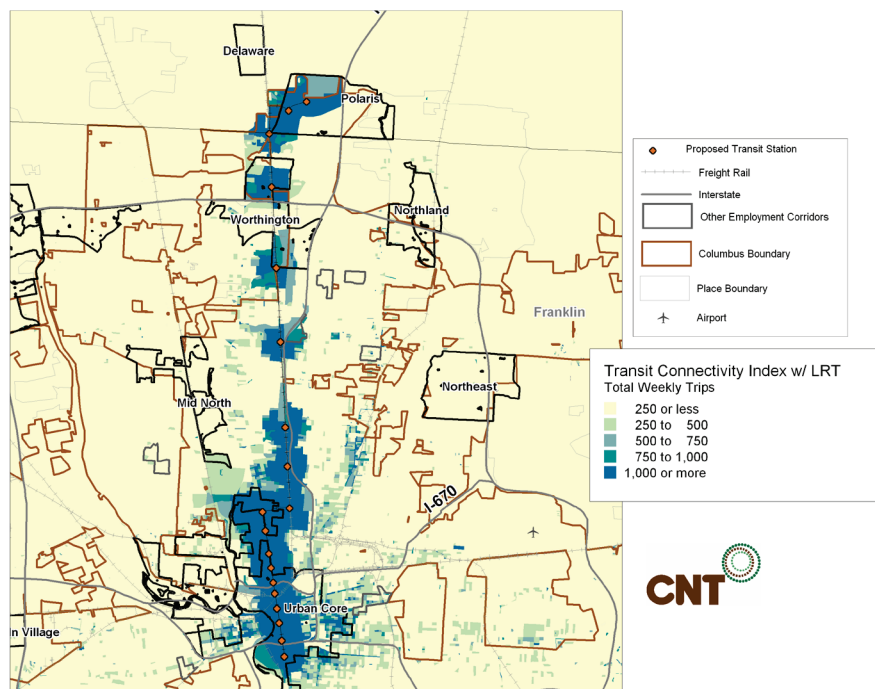 Delaware
Polaris
Worthington
Northland
Franklin
Northeast
Mid North
I-670
Urban Core
n Village
Proposed Transit Station
Freight Rail
Interstate
Other Employment Corridors
Columbus Boundary
Place Boundary
Airport
Transit Connectivity Index w/ LRT
Total Weekly Trips
250 or less
250 to 500
500 to 750
750 to 1,000
1,000 or more
CNT